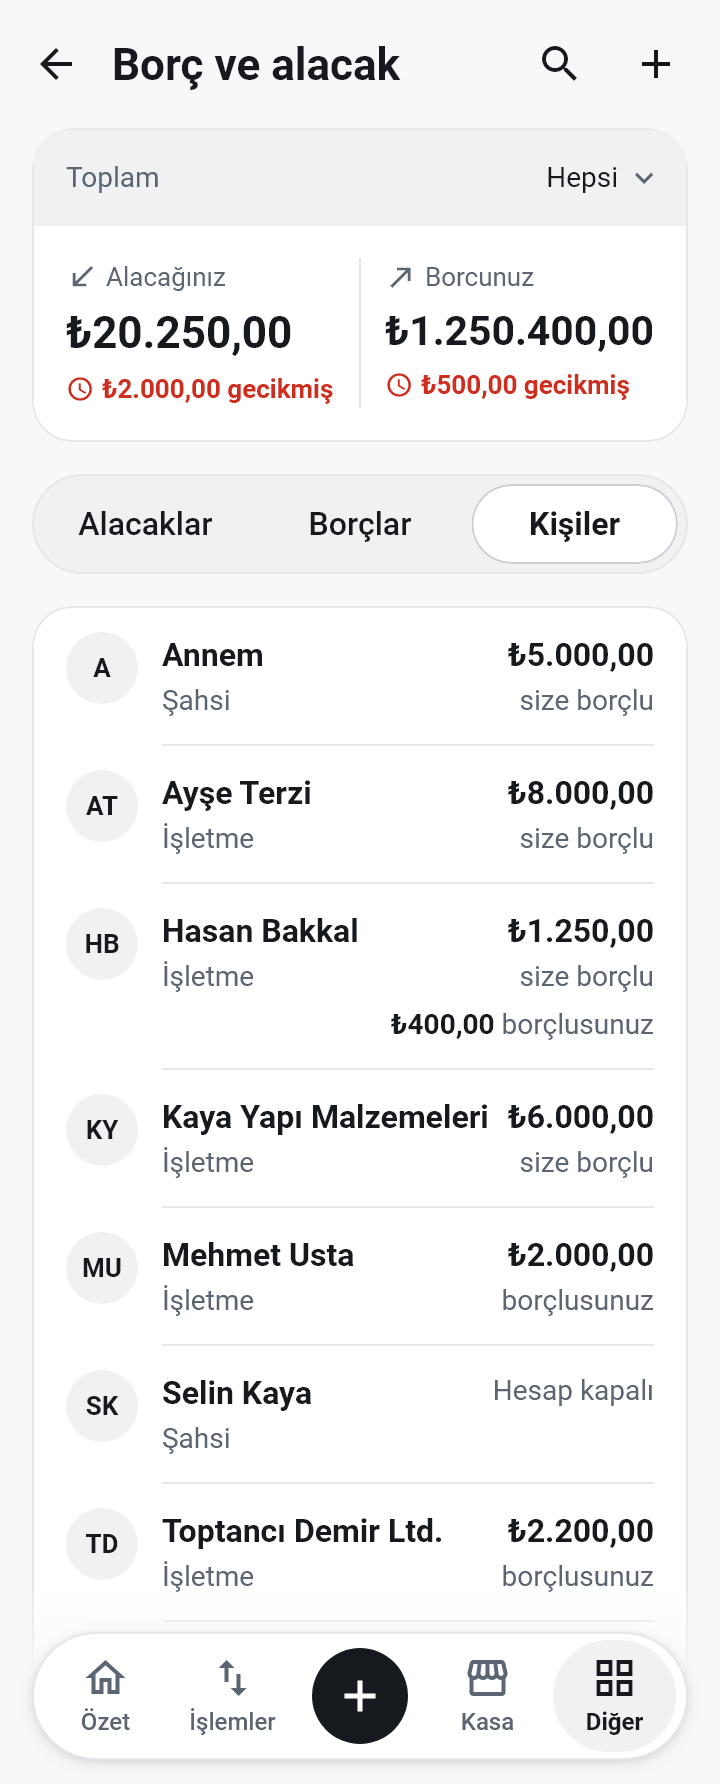 Borç ve alacak
Toplam
Hepsi
Alacağınız
₺20.250,00
₺2.000,00 gecikmiş
Borcunuz
₺1.250.400,00
₺500,00 gecikmiş
Alacaklar
Borçlar
Kişiler
A
Annem
₺5.000,00
Şahsi
size borçlu
AT
Ayşe Terzi
₺8.000,00
İşletme
size borçlu
HB
Hasan Bakkal
₺1.250,00
İşletme
size borçlu
₺400,00 borçlusunuz
KY
Kaya Yapı Malzemeleri
₺6.000,00
İşletme
size borçlu
MU
Mehmet Usta
₺2.000,00
İşletme
borçlusunuz
SK
Selin Kaya
Hesap kapalı
Şahsi
TD
Toptancı Demir Ltd.
₺2.200,00
İşletme
borçlusunuz
Özet
İşlemler
Kasa
Diğer